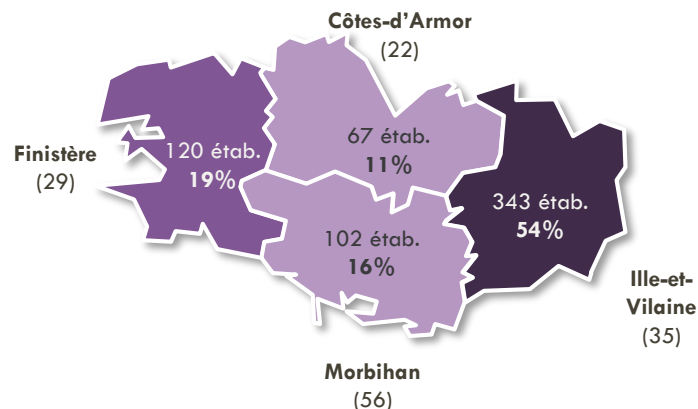 Côtes-d’Armor
(22)
Finistère
(29)
120 étab.
19%
67 étab.
11%
343 étab.
54%
102 étab.
16%
Ille-et-
Vilaine
(35)
Morbihan
(56)